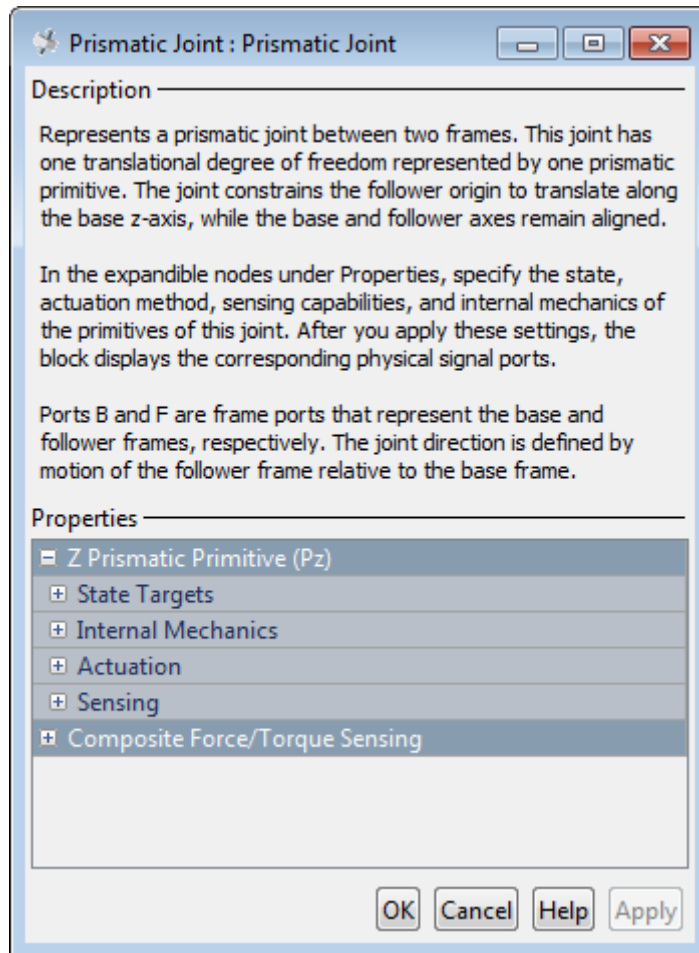 Prismatic Joint : Prismatic Joint
Description
Represents a prismatic joint between two frames. This joint has
one translational degree of freedom represented by one prismatic
primitive. The joint constrains the follower origin to translate along
the base z-axis, while the base and follower axes remain aligned.
In the expandible nodes under Properties, specify the state,
actuation method, sensing capabilities, and internal mechanics of
the primitives of this joint. After you apply these settings, the
block displays the corresponding physical signal ports.
Ports B and F are frame ports that represent the base and
follower frames, respectively. The joint direction is defined by
motion of the follower frame relative to the base frame.
Properties
Z Prismatic Primitive (Pz)
State Targets
Internal Mechanics
Actuation
Sensing
Composite Force/Torque Sensing
OK Cancel Help Apply